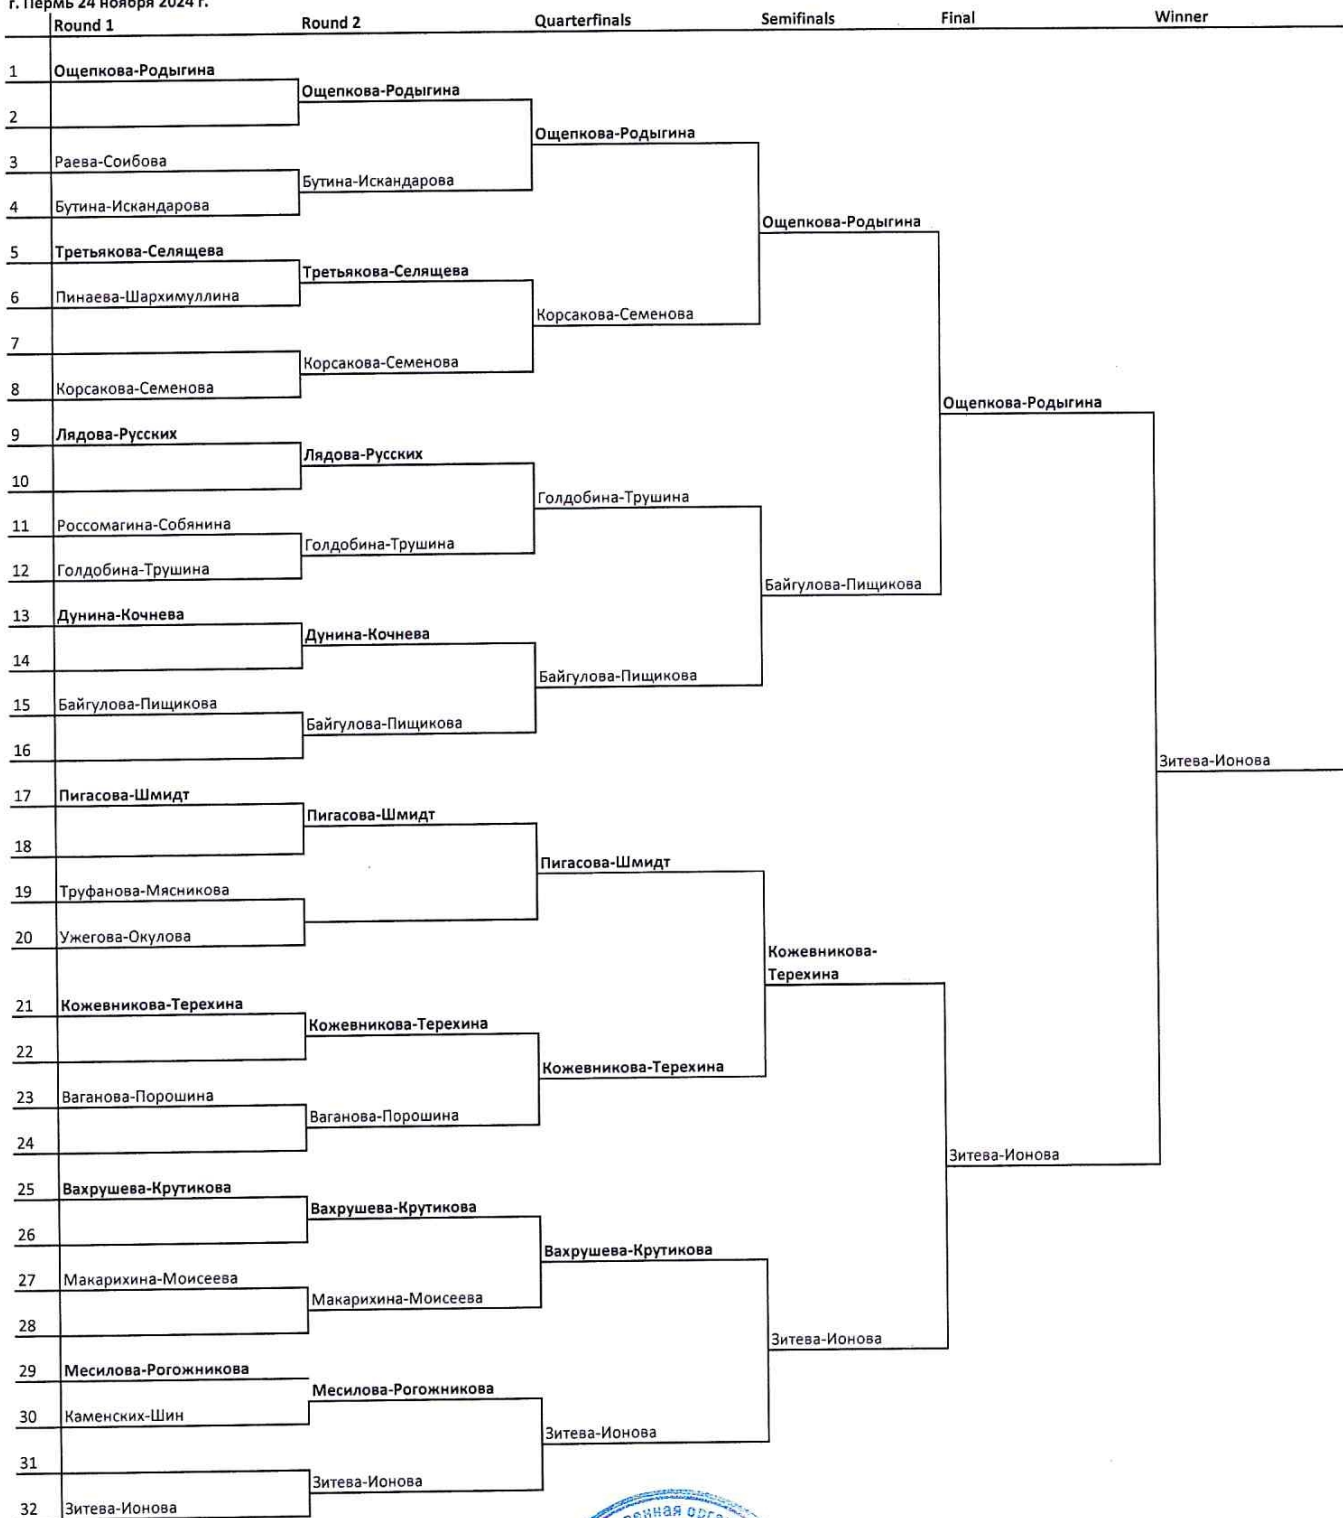 г. Пермь 24 ноября 2024 г.
Round 1 Round 2 Quarterfinals Semifinals Final Winner
1 Ощепкова-Родыгина
Ощепкова-Родыгина
2
Ощепкова-Родыгина
3 Раева-Соибова
Бутина-Искандарова
4 Бутина-Искандарова
Ощепкова-Родыгина
5 Третьякова-Селящева
Третьякова-Селящева
6 Пинаева-Шархимуллина
Корсакова-Семенова
7
Корсакова-Семенова
8 Корсакова-Семенова
Ощепкова-Родыгина
9 Лядова-Русских
Лядова-Русских
10
Голдобина-Трушина
11 Россомагина-Собянина
Голдобина-Трушина
12 Голдобина-Трушина
Байгулова-Пищикова
13 Дунина-Кочнева
Дунина-Кочнева
14
Байгулова-Пищикова
15 Байгулова-Пищикова
Байгулова-Пищикова
16
Зитева-Ионова
17 Пигасова-Шмидт
Пигасова-Шмидт
18
Пигасова-Шмидт
19 Труфанова-Мясникова
20 Ужегова-Окулова
Кожевникова-
Терехина
21 Кожевникова-Терехина
Кожевникова-Терехина
22
Кожевникова-Терехина
23 Ваганова-Порошина
Ваганова-Порошина
24
Зитева-Ионова
25 Вахрушева-Крутикова
Вахрушева-Крутикова
26
Вахрушева-Крутикова
27 Макарихина-Моисеева
Макарихина-Моисеева
28
Зитева-Ионова
29 Месилова-Рогожникова
Месилова-Рогожникова
30 Каменских-Шин
Зитева-Ионова
31
Зитева-Ионова
32 Зитева-Ионова